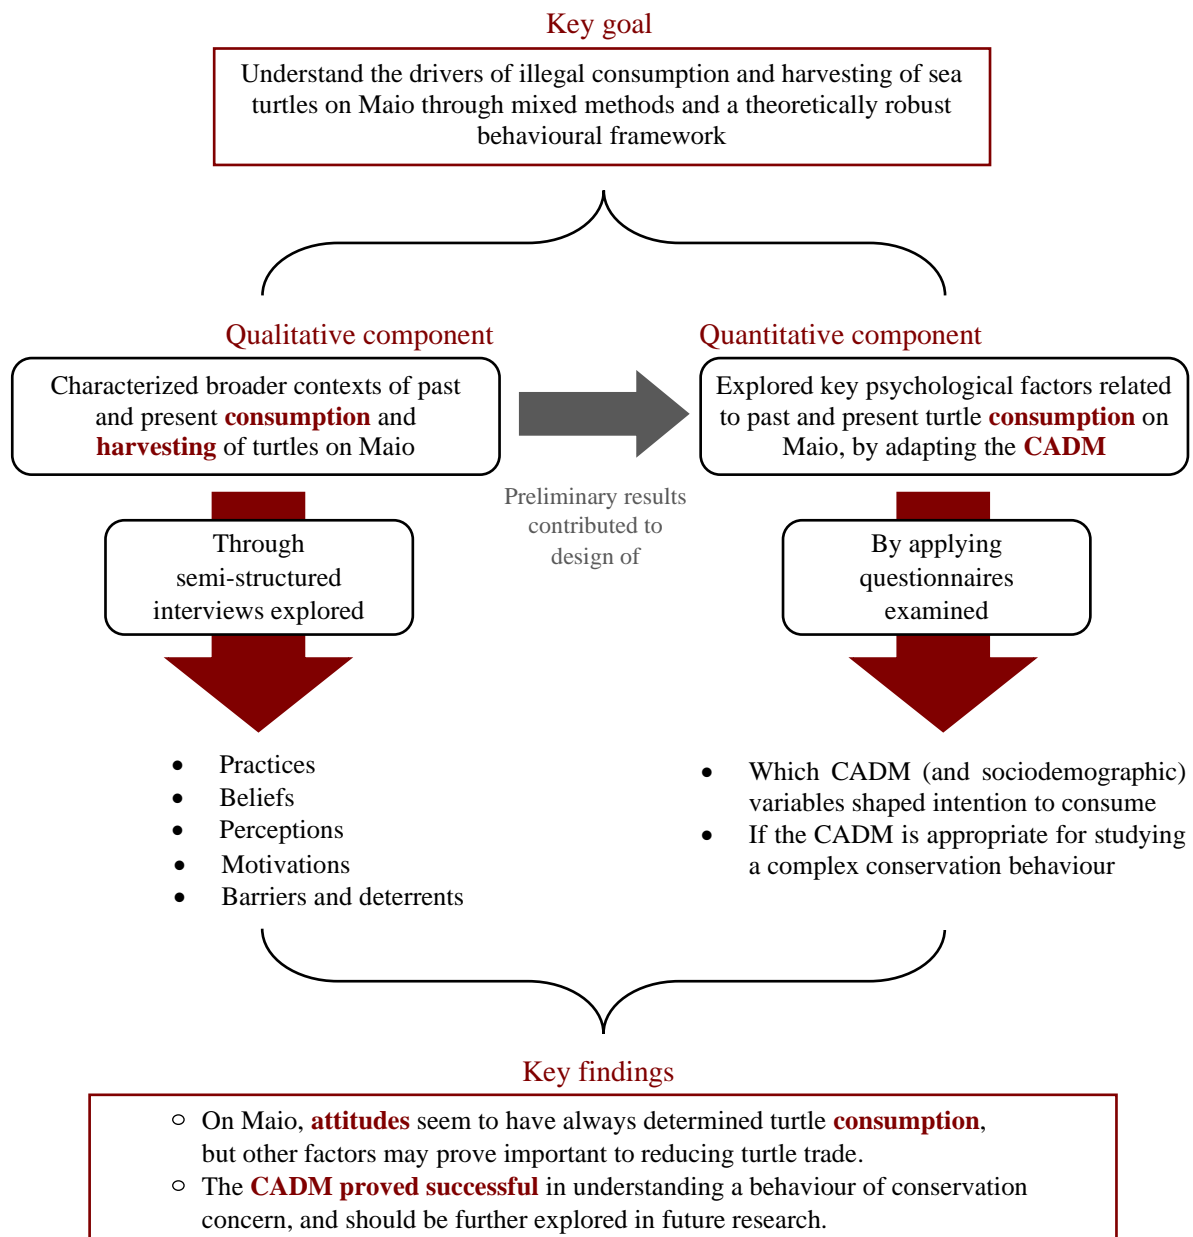 Key goal
Understand the drivers of illegal consumption and harvesting of sea
turtles on Maio through mixed methods and a theoretically robust
behavioural framework
Qualitative component
Characterized broader contexts of past
and present consumption and
harvesting of turtles on Maio
Quantitative component
Explored key psychological factors related
to past and present turtle consumption on
Maio, by adapting the CADM
Preliminary results
contributed to
design of
Through
semi-structured
interviews explored
By applying
questionnaires
examined
• Practices
• Beliefs
• Perceptions
• Motivations
• Barriers and deterrents
• Which CADM (and sociodemographic)
variables shaped intention to consume
• If the CADM is appropriate for studying
a complex conservation behaviour
Key findings
○ On Maio, attitudes seem to have always determined turtle consumption,
but other factors may prove important to reducing turtle trade.
○ The CADM proved successful in understanding a behaviour of conservation
concern, and should be further explored in future research.